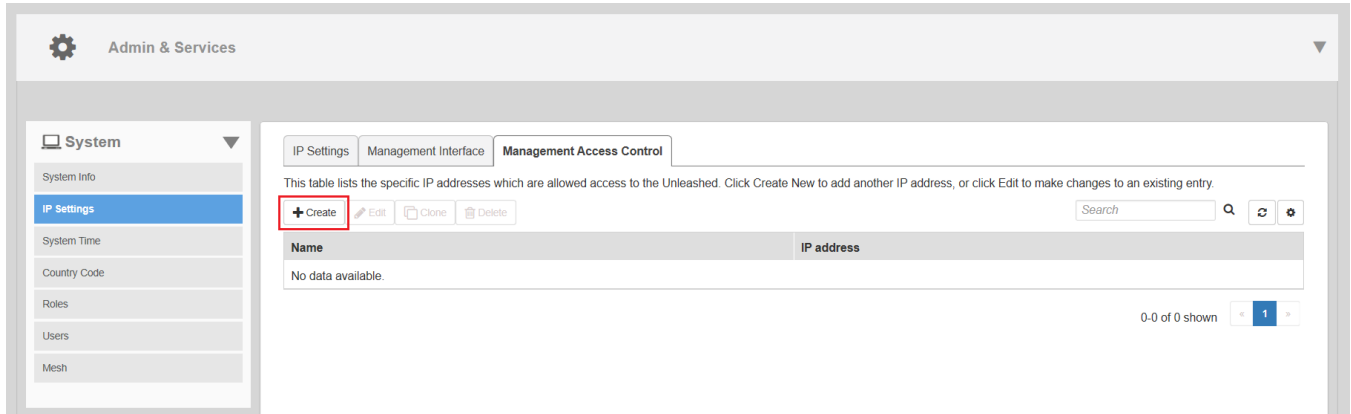 Admin & Services
System
System Info
IP Settings
System Time
Country Code
Roles
Users
Mesh
IP Settings Management Interface Management Access Control
This table lists the specific IP addresses which are allowed access to the Unleashed. Click Create New to add another IP address, or click Edit to make changes to an existing entry.
Create Edit Clone Delete Search
Name IP address
No data available.
0-0 of 0 shown « 1 »